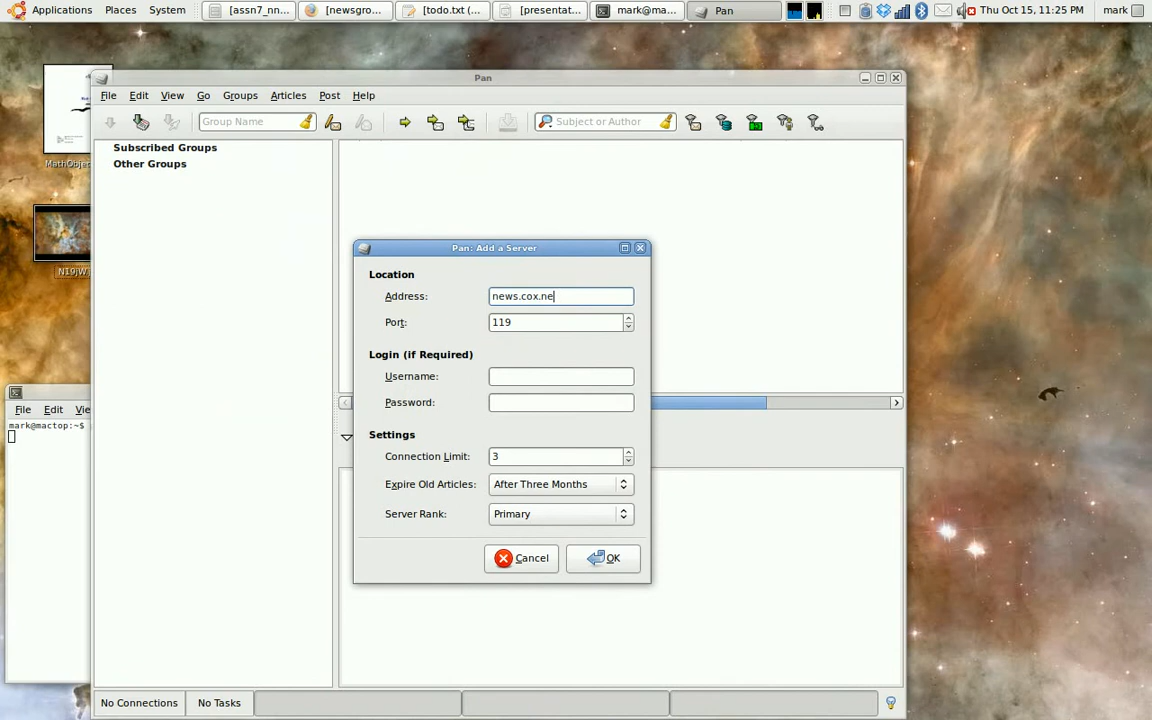 Applications Places System [assn7_nn... [newsgro... [todo.txt (... [presentat... mark@ma... Pan Thu Oct 15, 11:25 PM mark
Pan
File Edit View Go Groups Articles Post Help
Group Name Subject or Author
Subscribed Groups
Other Groups
MathObjec
N19jW.
Pan: Add a Server
Location
Address: news.cox.ne
Port: 119
Login (if Required)
Username:
Password:
Settings
Connection Limit: 3
Expire Old Articles: After Three Months
Server Rank: Primary
Cancel OK
File Edit Vie
mark@mactop:~$
No Connections No Tasks